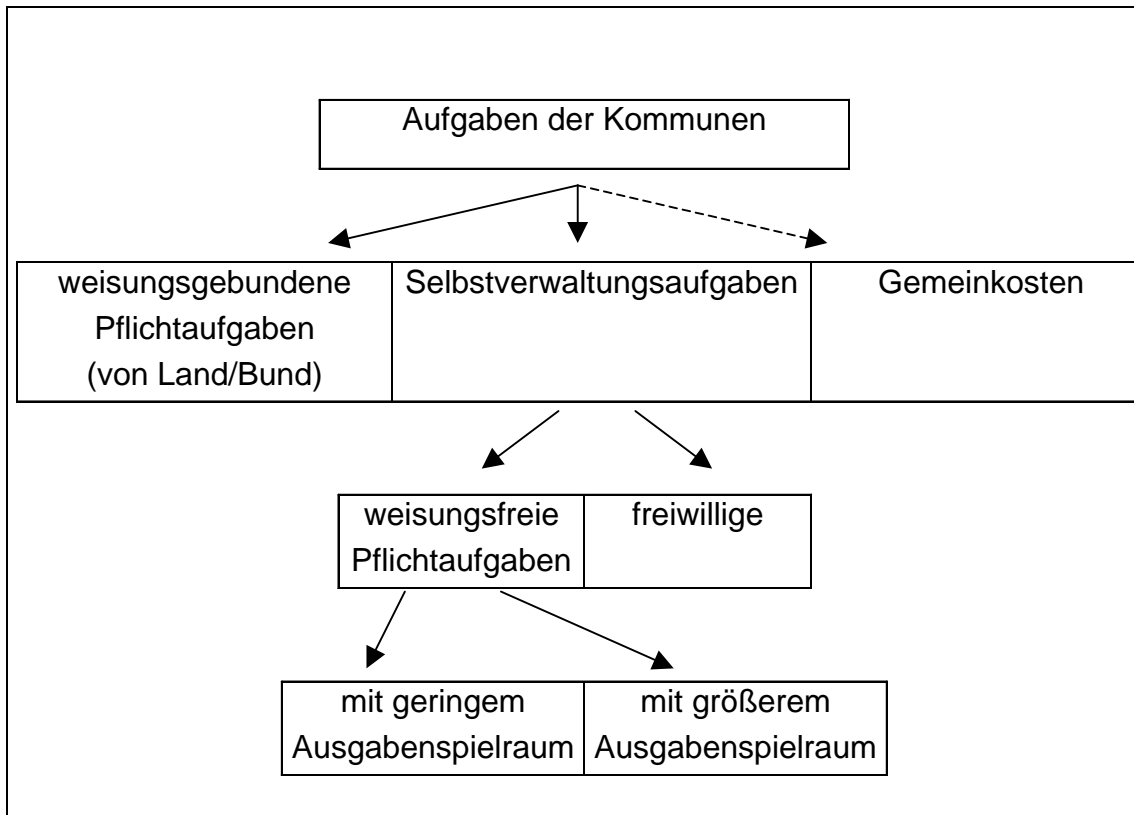 Aufgaben der Kommunen
weisungsgebundene
Pflichtaufgaben
(von Land/Bund)
Selbstverwaltungsaufgaben
Gemeinkosten
weisungsfreie
Pflichtaufgaben
freiwillige
mit geringem
Ausgabenspielraum
mit größerem
Ausgabenspielraum